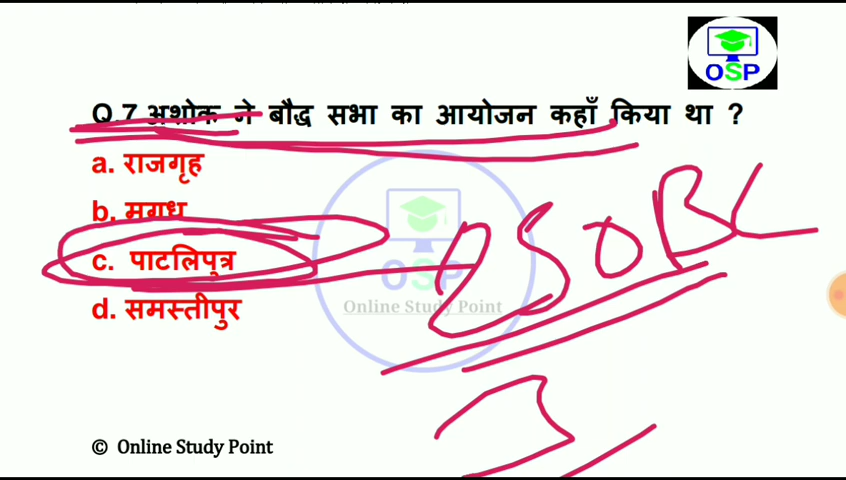 OSP
Q.7 अशोक ने बौद्ध सभा का आयोजन कहाँ किया था ?
a. राजगृह
b. मगध
c. पाटलिपुत्र
d. समस्तीपुर
OSP
Online Study Point
© Online Study Point